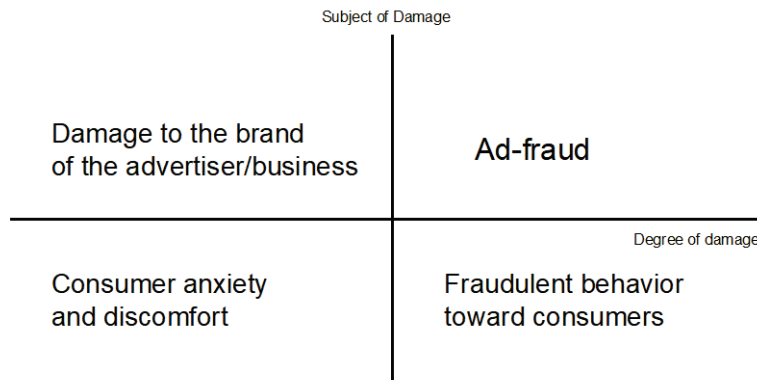 Subject of Damage
Damage to the brand
of the advertiser/business
Ad-fraud
Degree of damage
Consumer anxiety
and discomfort
Fraudulent behavior
toward consumers